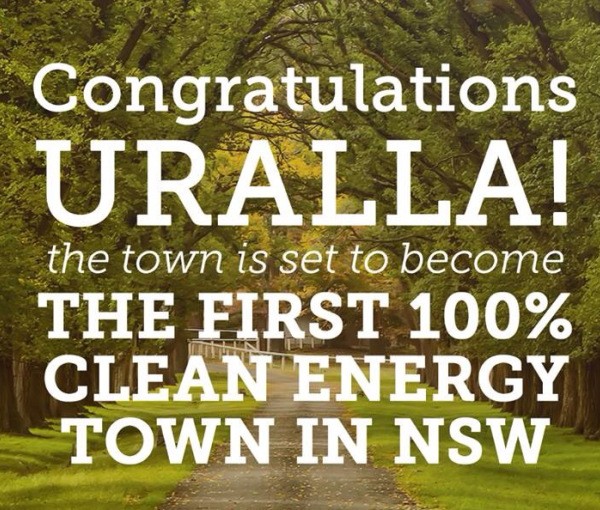 Congratulations
URALLA!
the town is set to become
THE FIRST 100%
CLEAN ENERGY
TOWN IN NSW